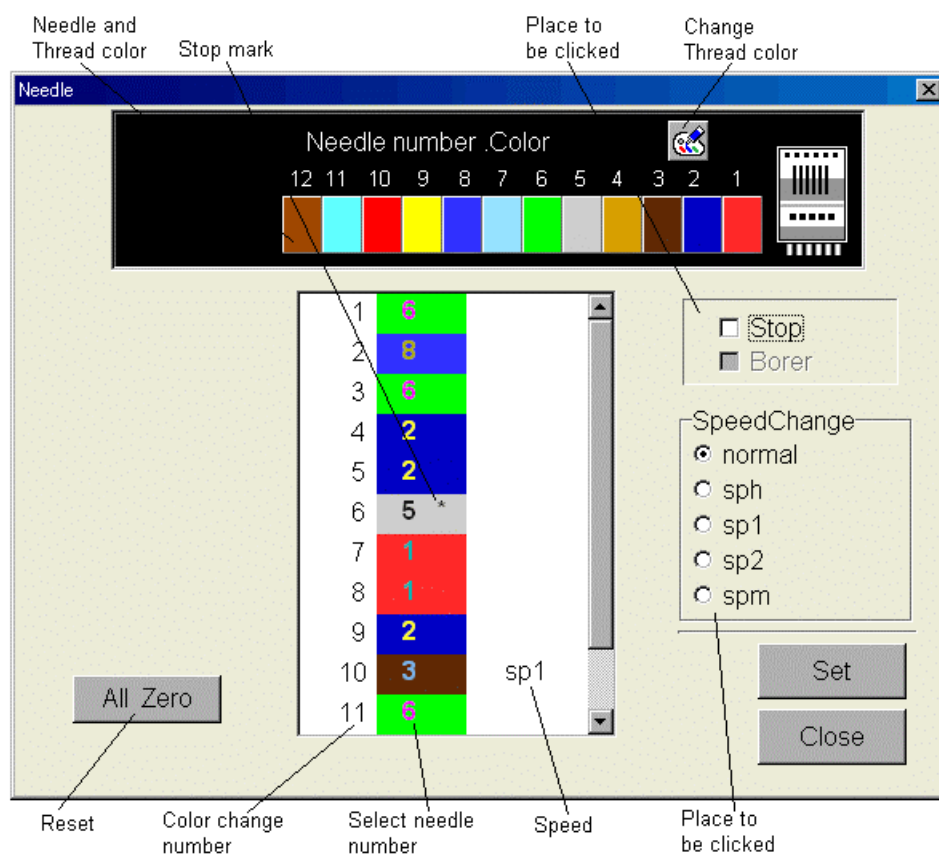 Needle and
Thread color
Stop mark
Place to
be clicked
Change
Thread color
Needle
Needle number .Color
12 11 10 9 8 7 6 5 4 3 2 1
1 6
2 8
3 6
4 2
5 2
6 5 *
7 1
8 1
9 2
10 3 sp1
11 6
Stop
Borer
SpeedChange
normal
sph
sp1
sp2
spm
All Zero
Set
Close
Reset
Color change
number
Select needle
number
Speed
Place to
be clicked